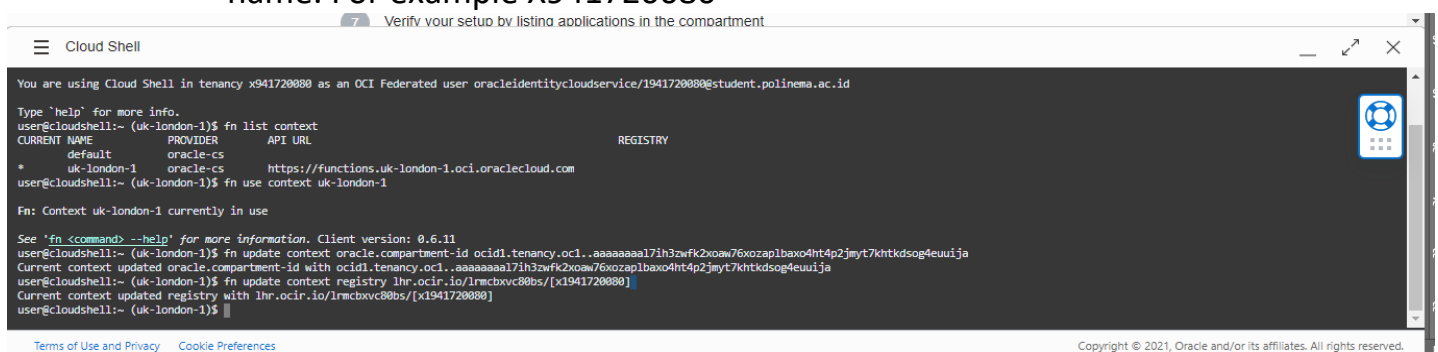 name. For example X941720080
7 Verify your setup by listing applications in the compartment
Cloud Shell
You are using Cloud Shell in tenancy x941720080 as an OCI Federated user oracleidentitycloudservice/1941720080@student.polinema.ac.id
Type `help` for more info.
user@cloudshell:~ (uk-london-1)$ fn list context
CURRENT NAME PROVIDER API URL REGISTRY
default oracle-cs
* uk-london-1 oracle-cs https://functions.uk-london-1.oci.oraclecloud.com
user@cloudshell:~ (uk-london-1)$ fn use context uk-london-1
Fn: Context uk-london-1 currently in use
See 'fn <command> --help' for more information. Client version: 0.6.11
user@cloudshell:~ (uk-london-1)$ fn update context oracle.compartment-id ocid1.tenancy.oc1..aaaaaaaal7ih3zwfk2xoaw76xozaplbaxo4ht4p2jmyt7khtkdsog4euuija
Current context updated oracle.compartment-id with ocid1.tenancy.oc1..aaaaaaaal7ih3zwfk2xoaw76xozaplbaxo4ht4p2jmyt7khtkdsog4euuija
user@cloudshell:~ (uk-london-1)$ fn update context registry lhr.ocir.io/lrmcbxvc80bs/[x1941720080]
Current context updated registry with lhr.ocir.io/lrmcbxvc80bs/[x1941720080]
user@cloudshell:~ (uk-london-1)$
Terms of Use and Privacy Cookie Preferences Copyright © 2021, Oracle and/or its affiliates. All rights reserved.